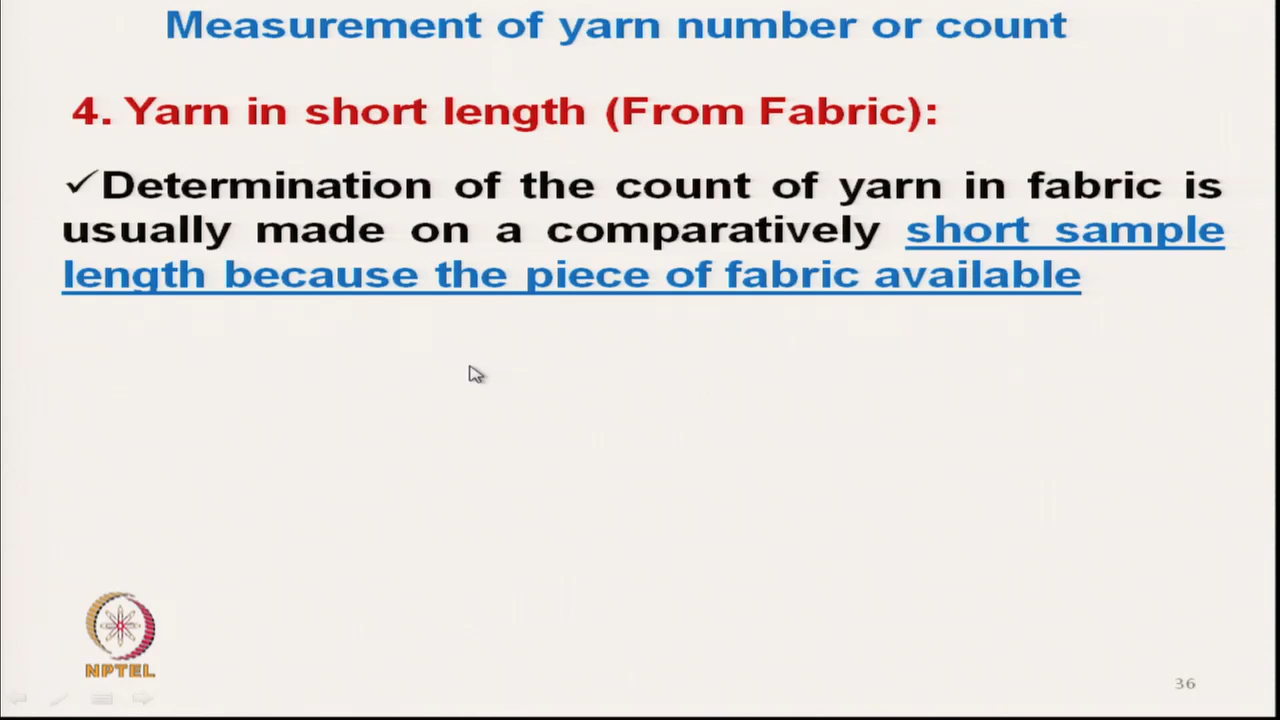 Measurement of yarn number or count
4. Yarn in short length (From Fabric):
✓Determination of the count of yarn in fabric is
usually made on a comparatively short sample
length because the piece of fabric available
NPTEL
36